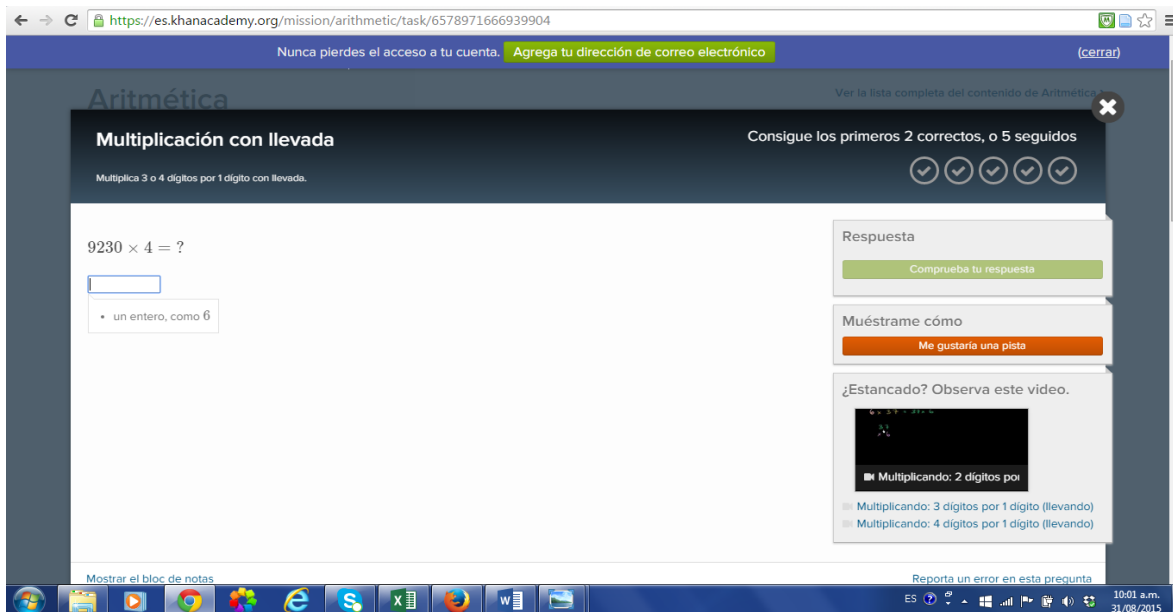 https://es.khanacademy.org/mission/arithmetic/task/6578971666939904
Nunca pierdes el acceso a tu cuenta. Agrega tu dirección de correo electrónico (cerrar)
Aritmética
Ver la lista completa del contenido de Aritmética
Multiplicación con llevada
Consigue los primeros 2 correctos, o 5 seguidos
Multiplica 3 o 4 dígitos por 1 dígito con llevada.
9230 × 4 = ?
• un entero, como 6
Respuesta
Comprueba tu respuesta
Muéstrame cómo
Me gustaría una pista
¿Estancado? Observa este video.
Multiplicando: 2 dígitos por
Multiplicando: 3 dígitos por 1 dígito (llevando)
Multiplicando: 4 dígitos por 1 dígito (llevando)
Mostrar el bloc de notas
Reporta un error en esta pregunta
ES
10:01 a.m.
31/08/2015